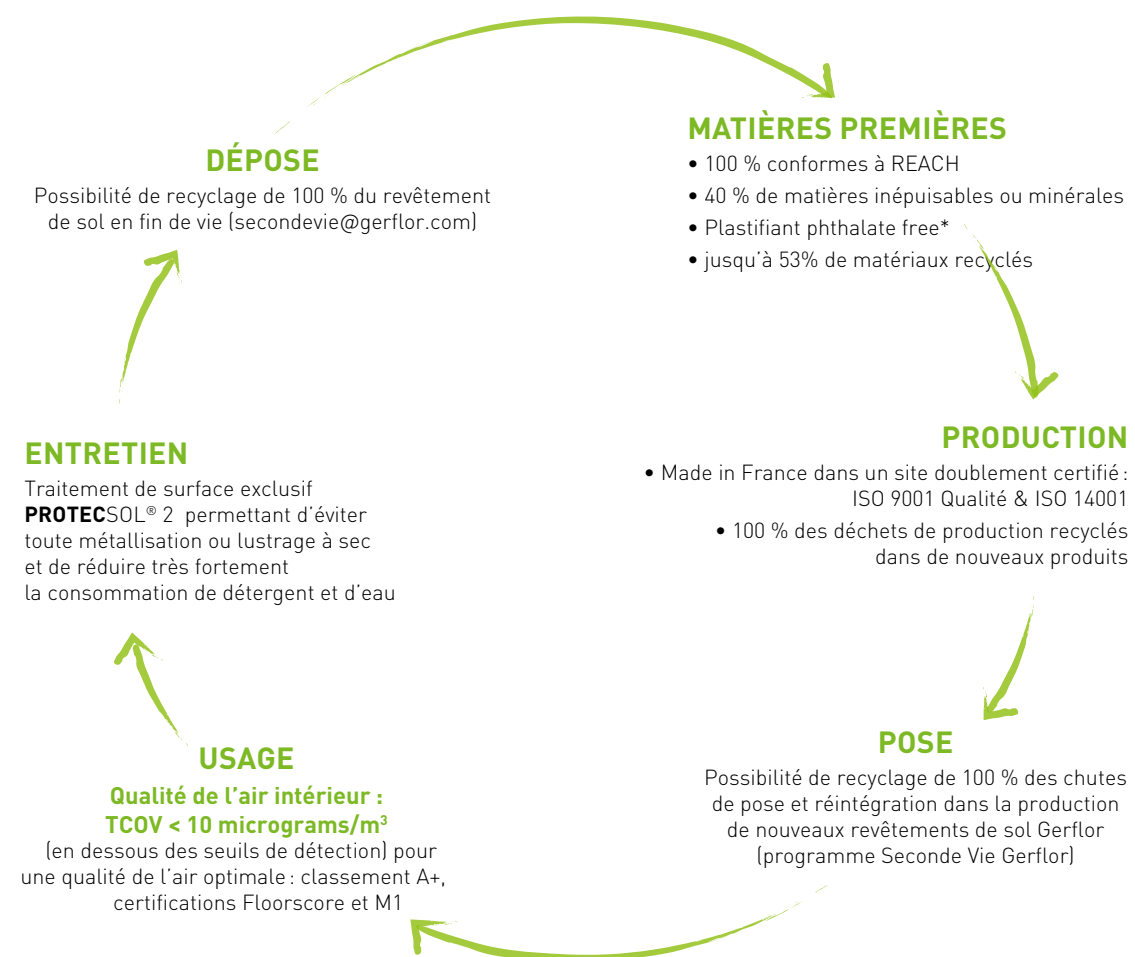 MATIÈRES PREMIÈRES
• 100 % conformes à REACH
• 40 % de matières inépuisables ou minérales
• Plastifiant phthalate free*
• jusqu'à 53% de matériaux recyclés
PRODUCTION
• Made in France dans un site doublement certifié :
ISO 9001 Qualité & ISO 14001
• 100 % des déchets de production recyclés
dans de nouveaux produits
POSE
Possibilité de recyclage de 100 % des chutes
de pose et réintégration dans la production
de nouveaux revêtements de sol Gerflor
(programme Seconde Vie Gerflor)
USAGE
Qualité de l'air intérieur :
TCOV < 10 micrograms/m³
(en dessous des seuils de détection) pour
une qualité de l'air optimale : classement A+,
certifications Floorscore et M1
ENTRETIEN
Traitement de surface exclusif
PROTECSOL® 2 permettant d'éviter
toute métallisation ou lustrage à sec
et de réduire très fortement
la consommation de détergent et d'eau
DÉPOSE
Possibilité de recyclage de 100 % du revêtement
de sol en fin de vie (secondevie@gerflor.com)